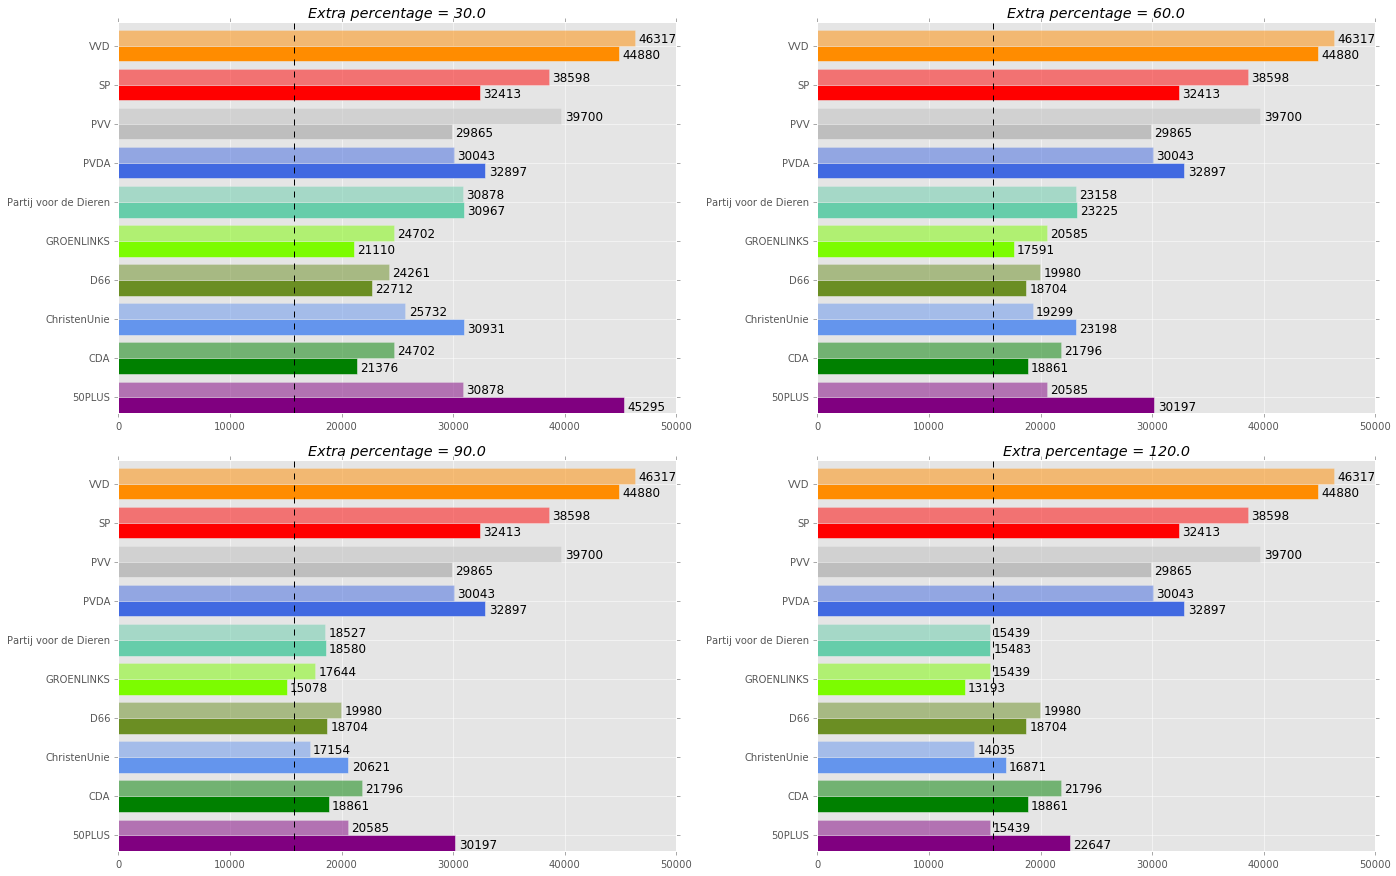 Extra percentage = 30.0
VVD
46317
44880
SP
38598
32413
PVV
39700
29865
PVDA
30043
32897
Partij voor de Dieren
30878
30967
GROENLINKS
24702
21110
D66
24261
22712
ChristenUnie
25732
30931
CDA
24702
21376
50PLUS
30878
45295
0 10000 20000 30000 40000 50000
Extra percentage = 60.0
VVD
46317
44880
SP
38598
32413
PVV
39700
29865
PVDA
30043
32897
Partij voor de Dieren
23158
23225
GROENLINKS
20585
17591
D66
19980
18704
ChristenUnie
19299
23198
CDA
21796
18861
50PLUS
20585
30197
0 10000 20000 30000 40000 50000
Extra percentage = 90.0
VVD
46317
44880
SP
38598
32413
PVV
39700
29865
PVDA
30043
32897
Partij voor de Dieren
18527
18580
GROENLINKS
17644
15078
D66
19980
18704
ChristenUnie
17154
20621
CDA
21796
18861
50PLUS
20585
30197
0 10000 20000 30000 40000 50000
Extra percentage = 120.0
VVD
46317
44880
SP
38598
32413
PVV
39700
29865
PVDA
30043
32897
Partij voor de Dieren
15439
15483
GROENLINKS
15439
13193
D66
19980
18704
ChristenUnie
14035
16871
CDA
21796
18861
50PLUS
15439
22647
0 10000 20000 30000 40000 50000